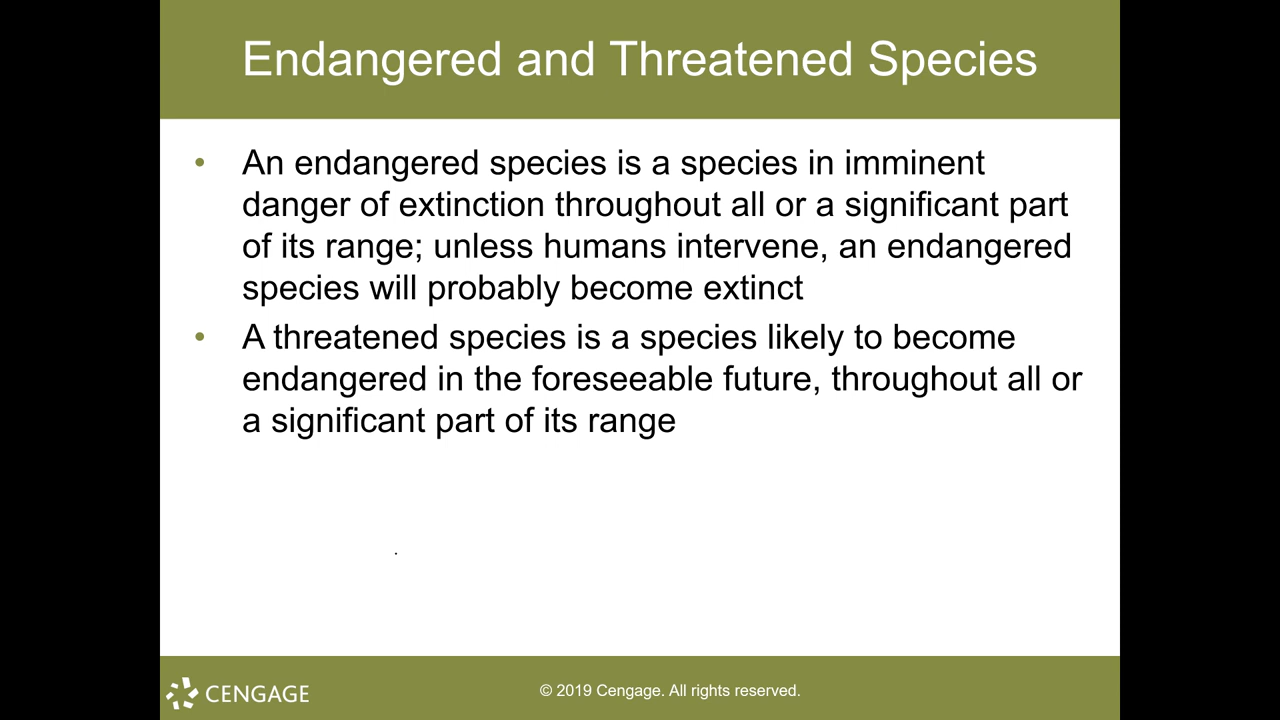 Endangered and Threatened Species
• An endangered species is a species in imminent
danger of extinction throughout all or a significant part
of its range; unless humans intervene, an endangered
species will probably become extinct
• A threatened species is a species likely to become
endangered in the foreseeable future, throughout all or
a significant part of its range
.
CENGAGE
© 2019 Cengage. All rights reserved.